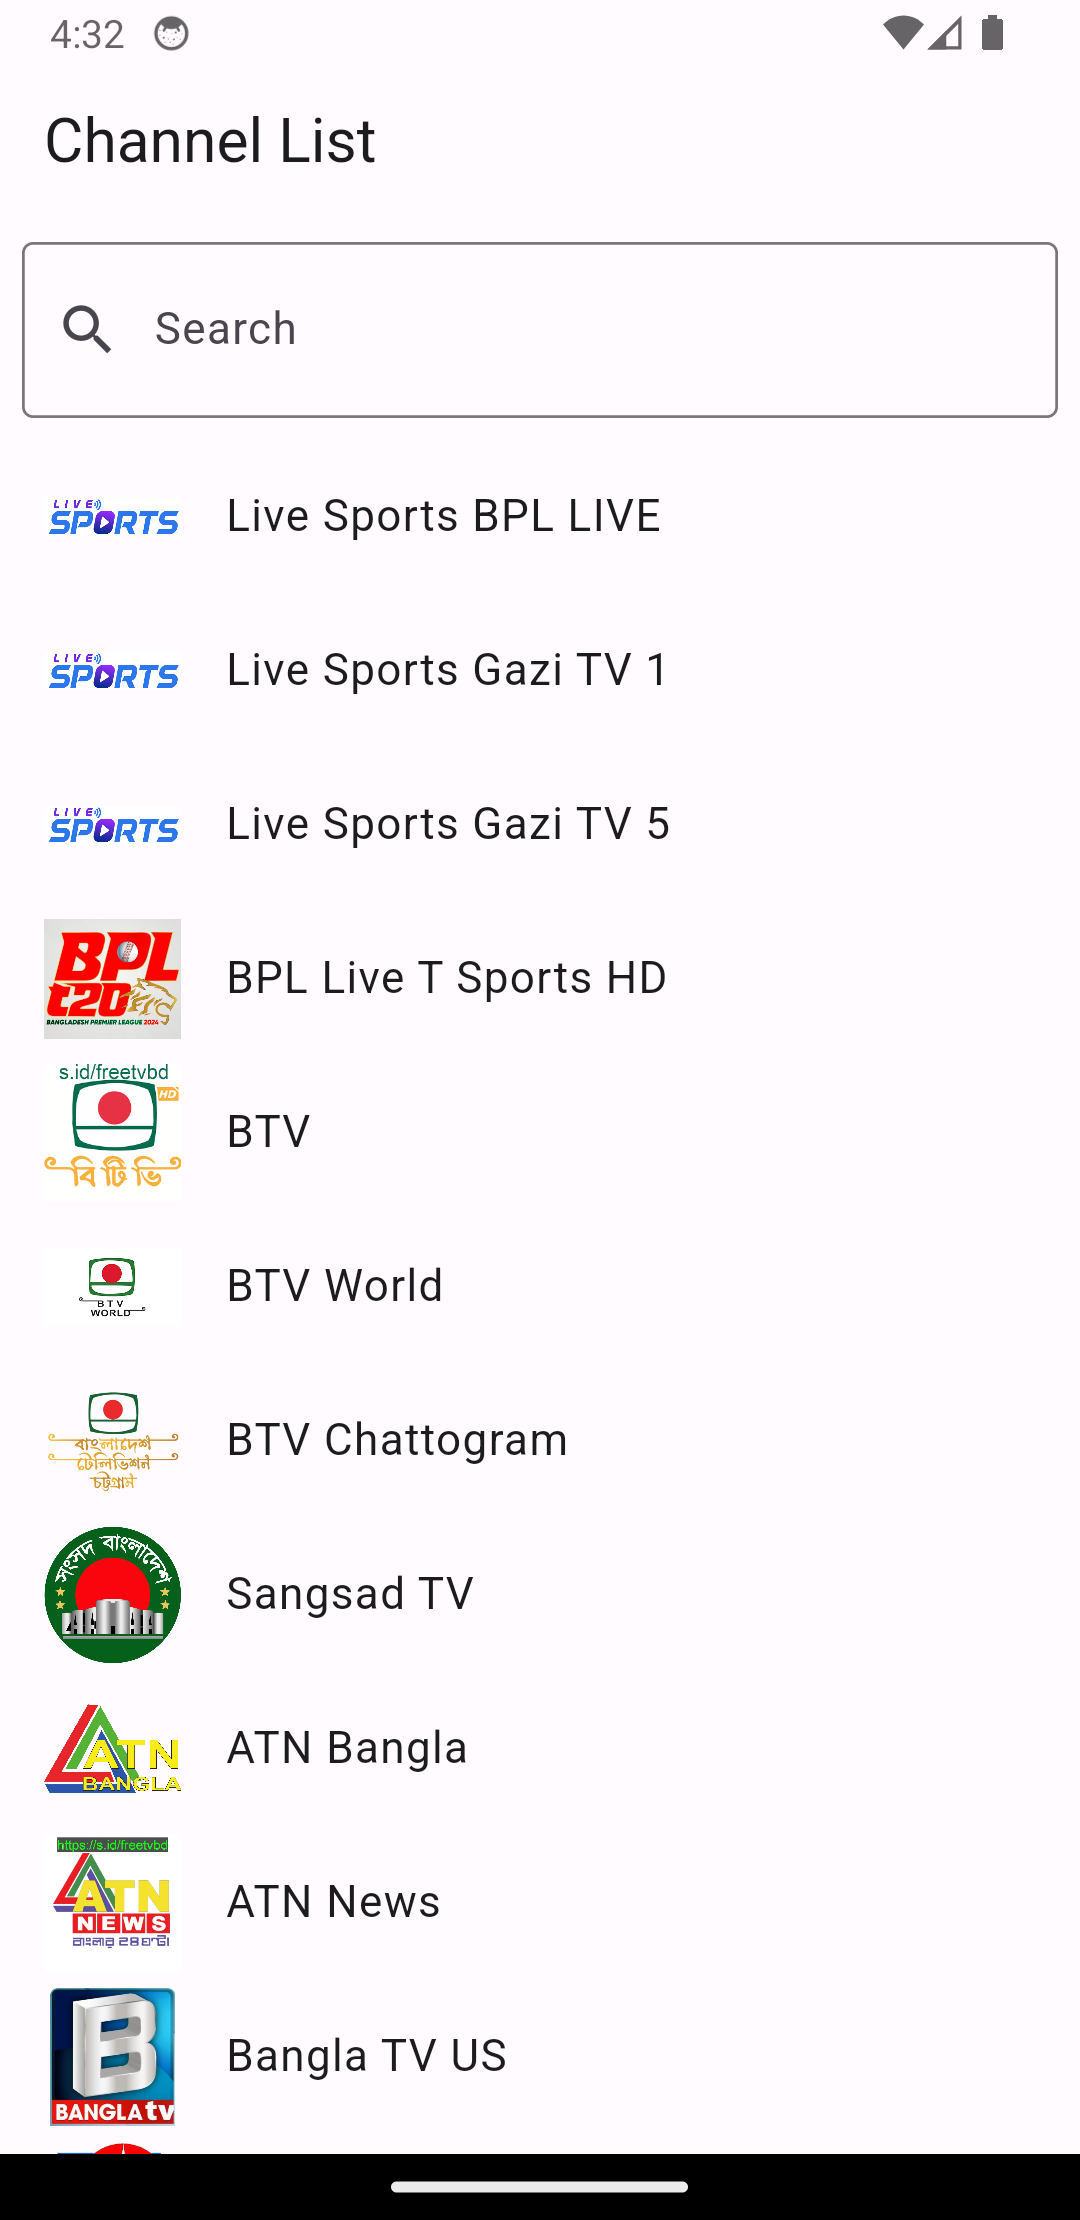 4:32
Channel List
Search
LIVE
SPORTS
Live Sports BPL LIVE
LIVE
SPORTS
Live Sports Gazi TV 1
LIVE
SPORTS
Live Sports Gazi TV 5
BPL
t20
BANGLADESH PREMIER LEAGUE 2024
BPL Live T Sports HD
s.id/freetvbd
HD
বিটিভি
BTV
BTV
WORLD
BTV World
বাংলাদেশ
টেলিভিশন
চট্টগ্রাম
BTV Chattogram
সংসদ বাংলাদেশ
Sangsad TV
ATN
BANGLA
ATN Bangla
https://s.id/freetvbd
ATN
NEWS
বাংলার ২৪ ঘণ্টা
ATN News
B
BANGLA tv
Bangla TV US